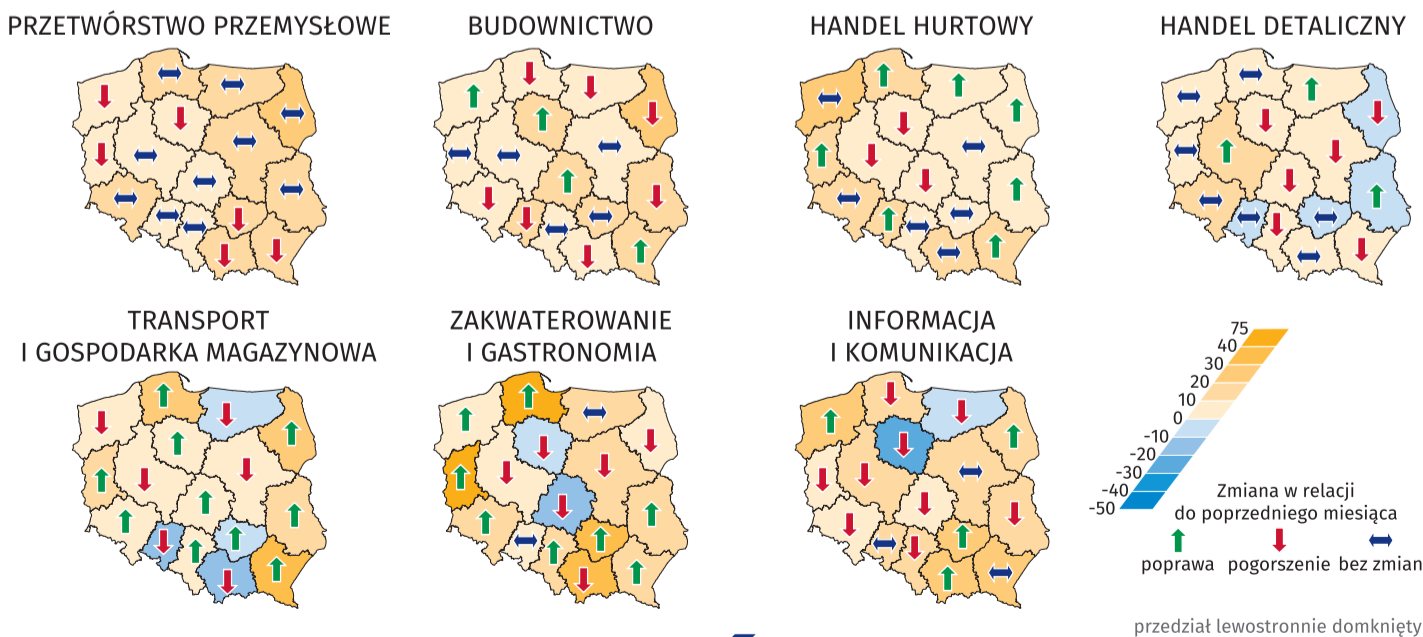 PRZETWÓRSTWO PRZEMYSŁOWE
BUDOWNICTWO
HANDEL HURTOWY
HANDEL DETALICZNY
TRANSPORT
I GOSPODARKA MAGAZYNOWA
ZAKWATEROWANIE
I GASTRONOMIA
INFORMACJA
I KOMUNIKACJA
75
40
30
20
10
0
-10
-20
-30
-40
-50
Zmiana w relacji
do poprzedniego miesiąca
poprawa pogorszenie bez zmian
przedział lewostronnie domknięty